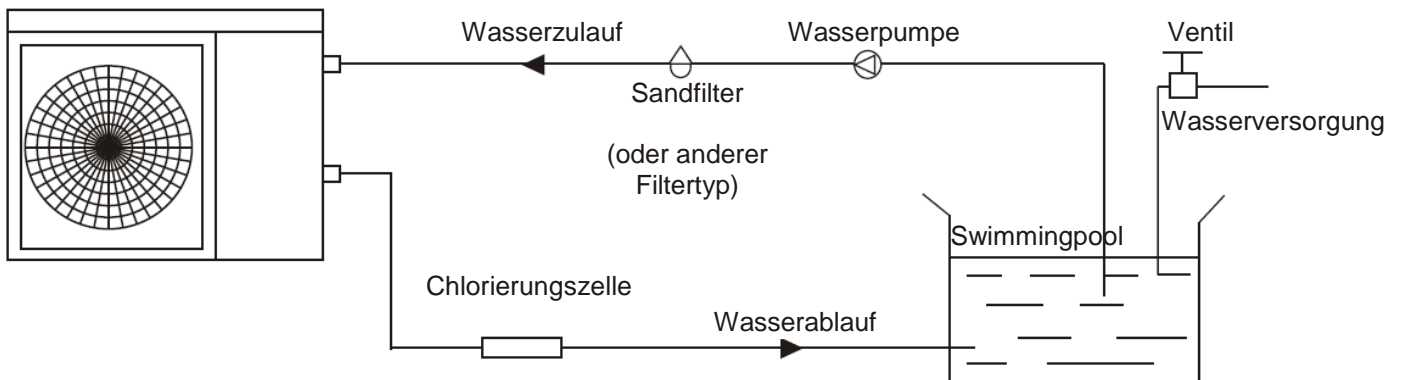 Wasserzulauf
Wasserpumpe
Ventil
Sandfilter
Wasserversorgung
(oder anderer
Filtertyp)
Swimmingpool
Chlorierungszelle
Wasserablauf